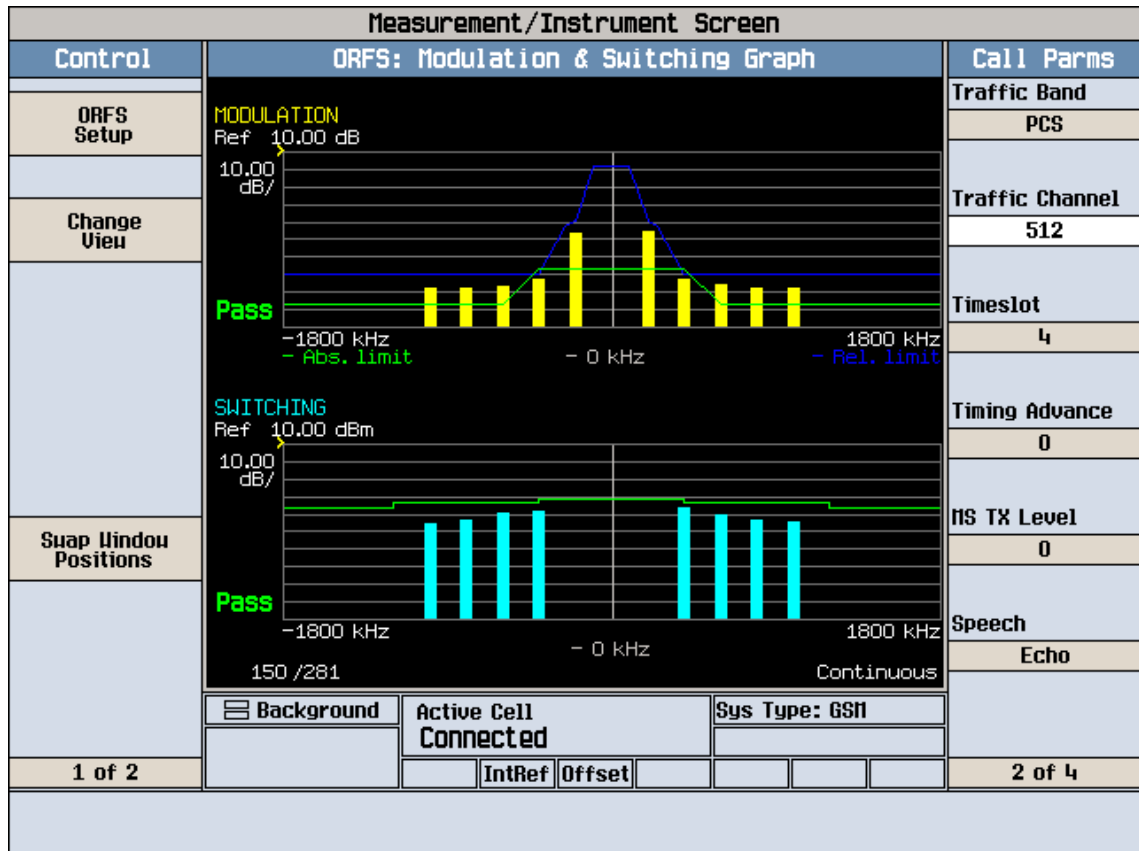 Measurement/Instrument Screen
Control
ORFS: Modulation & Switching Graph
Call Parms
ORFS
Setup
Change
View
Swap Window
Positions
1 of 2
MODULATION
Ref 10.00 dB
10.00
dB/
Pass
-1800 kHz
1800 kHz
- Abs. limit
- 0 kHz
- Rel. limit
SWITCHING
Ref 10.00 dBm
10.00
dB/
Pass
-1800 kHz
1800 kHz
- 0 kHz
150 /281
Continuous
Background
Active Cell
Connected
Sys Type: GSM
IntRef
Offset
Traffic Band
PCS
Traffic Channel
512
Timeslot
4
Timing Advance
0
MS TX Level
0
Speech
Echo
2 of 4